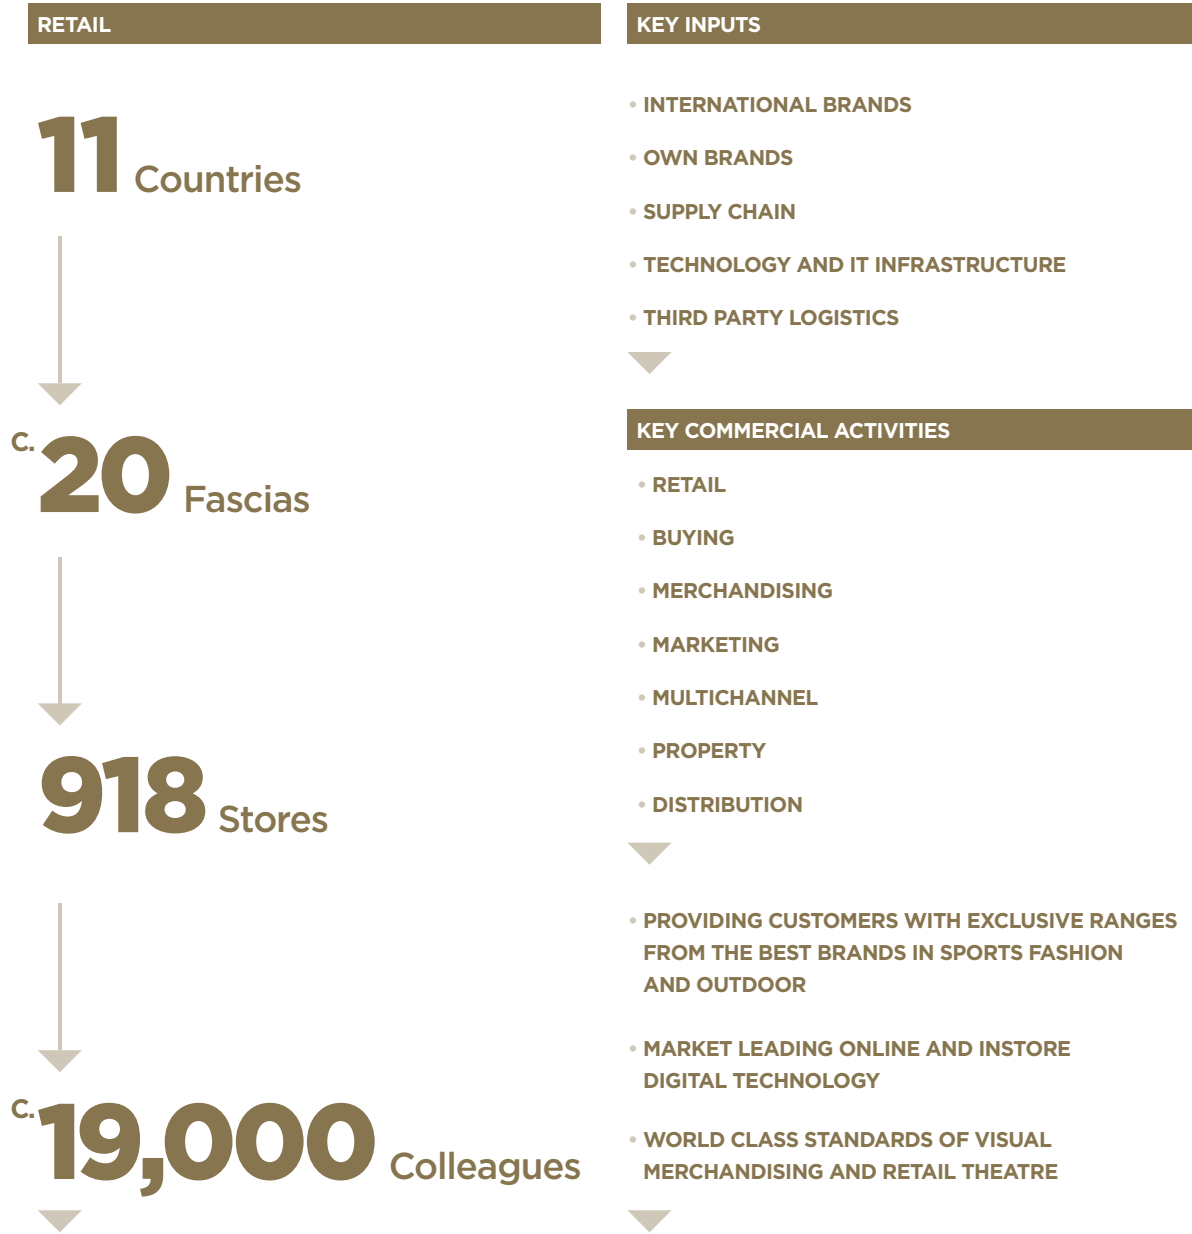 RETAIL
11 Countries
C. 20 Fascias
918 Stores
C. 19,000 Colleagues
KEY INPUTS
• INTERNATIONAL BRANDS
• OWN BRANDS
• SUPPLY CHAIN
• TECHNOLOGY AND IT INFRASTRUCTURE
• THIRD PARTY LOGISTICS
KEY COMMERCIAL ACTIVITIES
• RETAIL
• BUYING
• MERCHANDISING
• MARKETING
• MULTICHANNEL
• PROPERTY
• DISTRIBUTION
• PROVIDING CUSTOMERS WITH EXCLUSIVE RANGES
FROM THE BEST BRANDS IN SPORTS FASHION
AND OUTDOOR
• MARKET LEADING ONLINE AND INSTORE
DIGITAL TECHNOLOGY
• WORLD CLASS STANDARDS OF VISUAL
MERCHANDISING AND RETAIL THEATRE